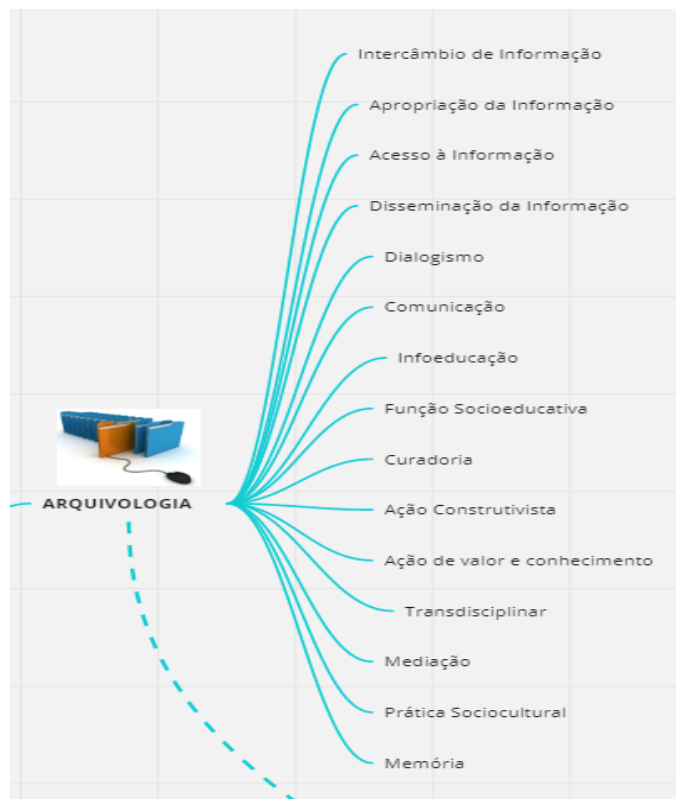 Intercâmbio de Informação
Apropriação da Informação
Acesso à Informação
Disseminação da Informação
Dialogismo
Comunicação
Infoeducação
Função Socioeducativa
Curadoria
ARQUIVOLOGIA
Ação Construtivista
Ação de valor e conhecimento
Transdisciplinar
Mediação
Prática Sociocultural
Memória